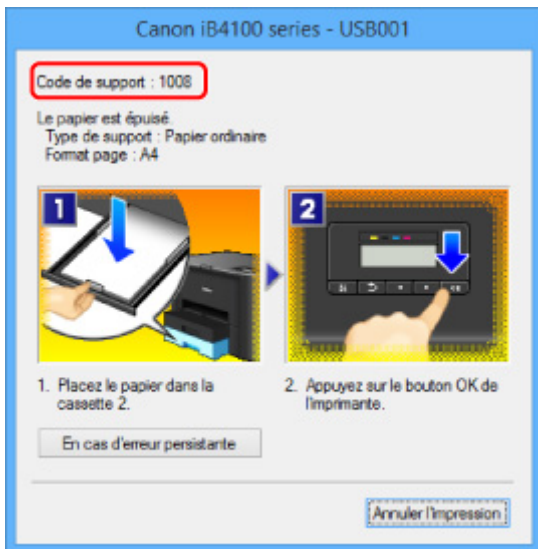 Canon iB4100 series - USB001
Code de support : 1008
Le papier est épuisé.
Type de support : Papier ordinaire
Format page : A4
1
2
1. Placez le papier dans la
cassette 2.
2. Appuyez sur le bouton OK de
l'imprimante.
En cas d'erreur persistante
Annuler l'impression